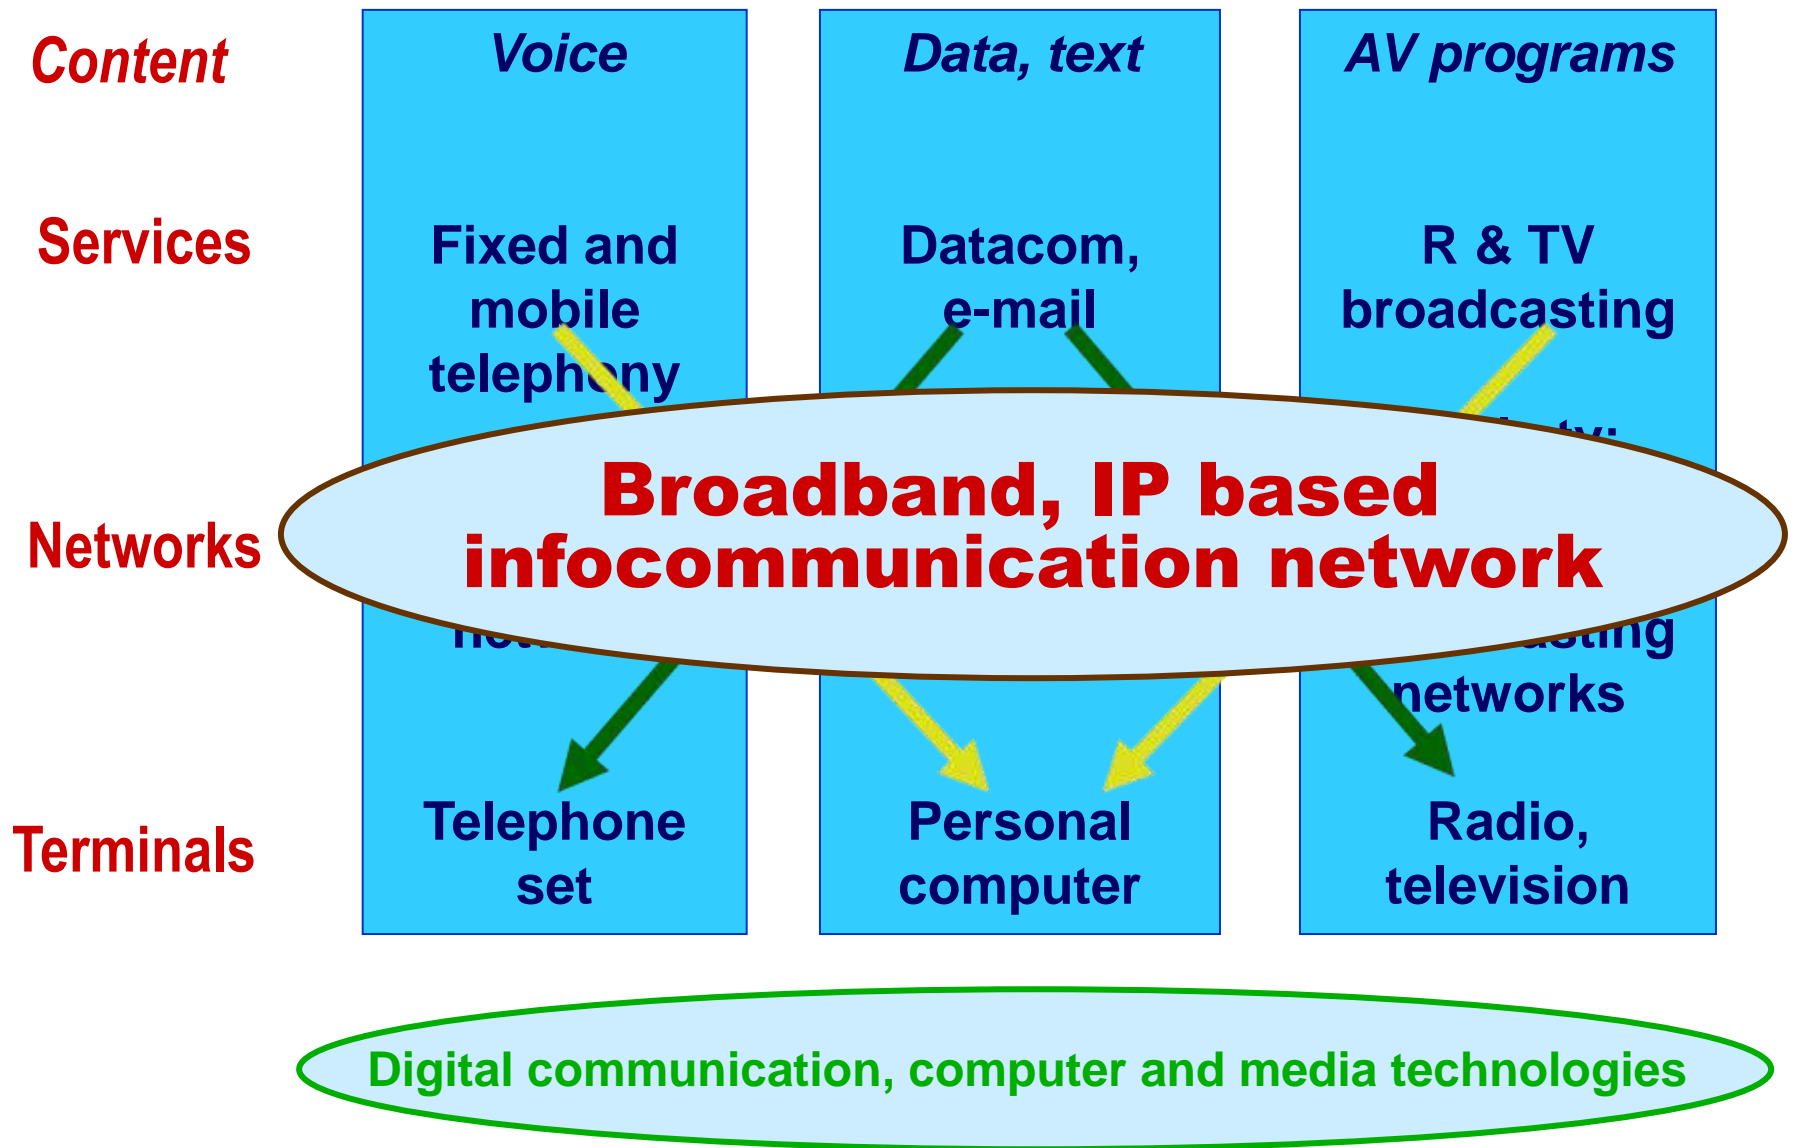 Content
Voice
Data, text
AV programs
Services
Fixed and
mobile
telephony
Datacom,
e-mail
R & TV
broadcasting
Networks
Broadband, IP based
infocommunication network
networks
Terminals
Telephone
set
Personal
computer
Radio,
television
Digital communication, computer and media technologies